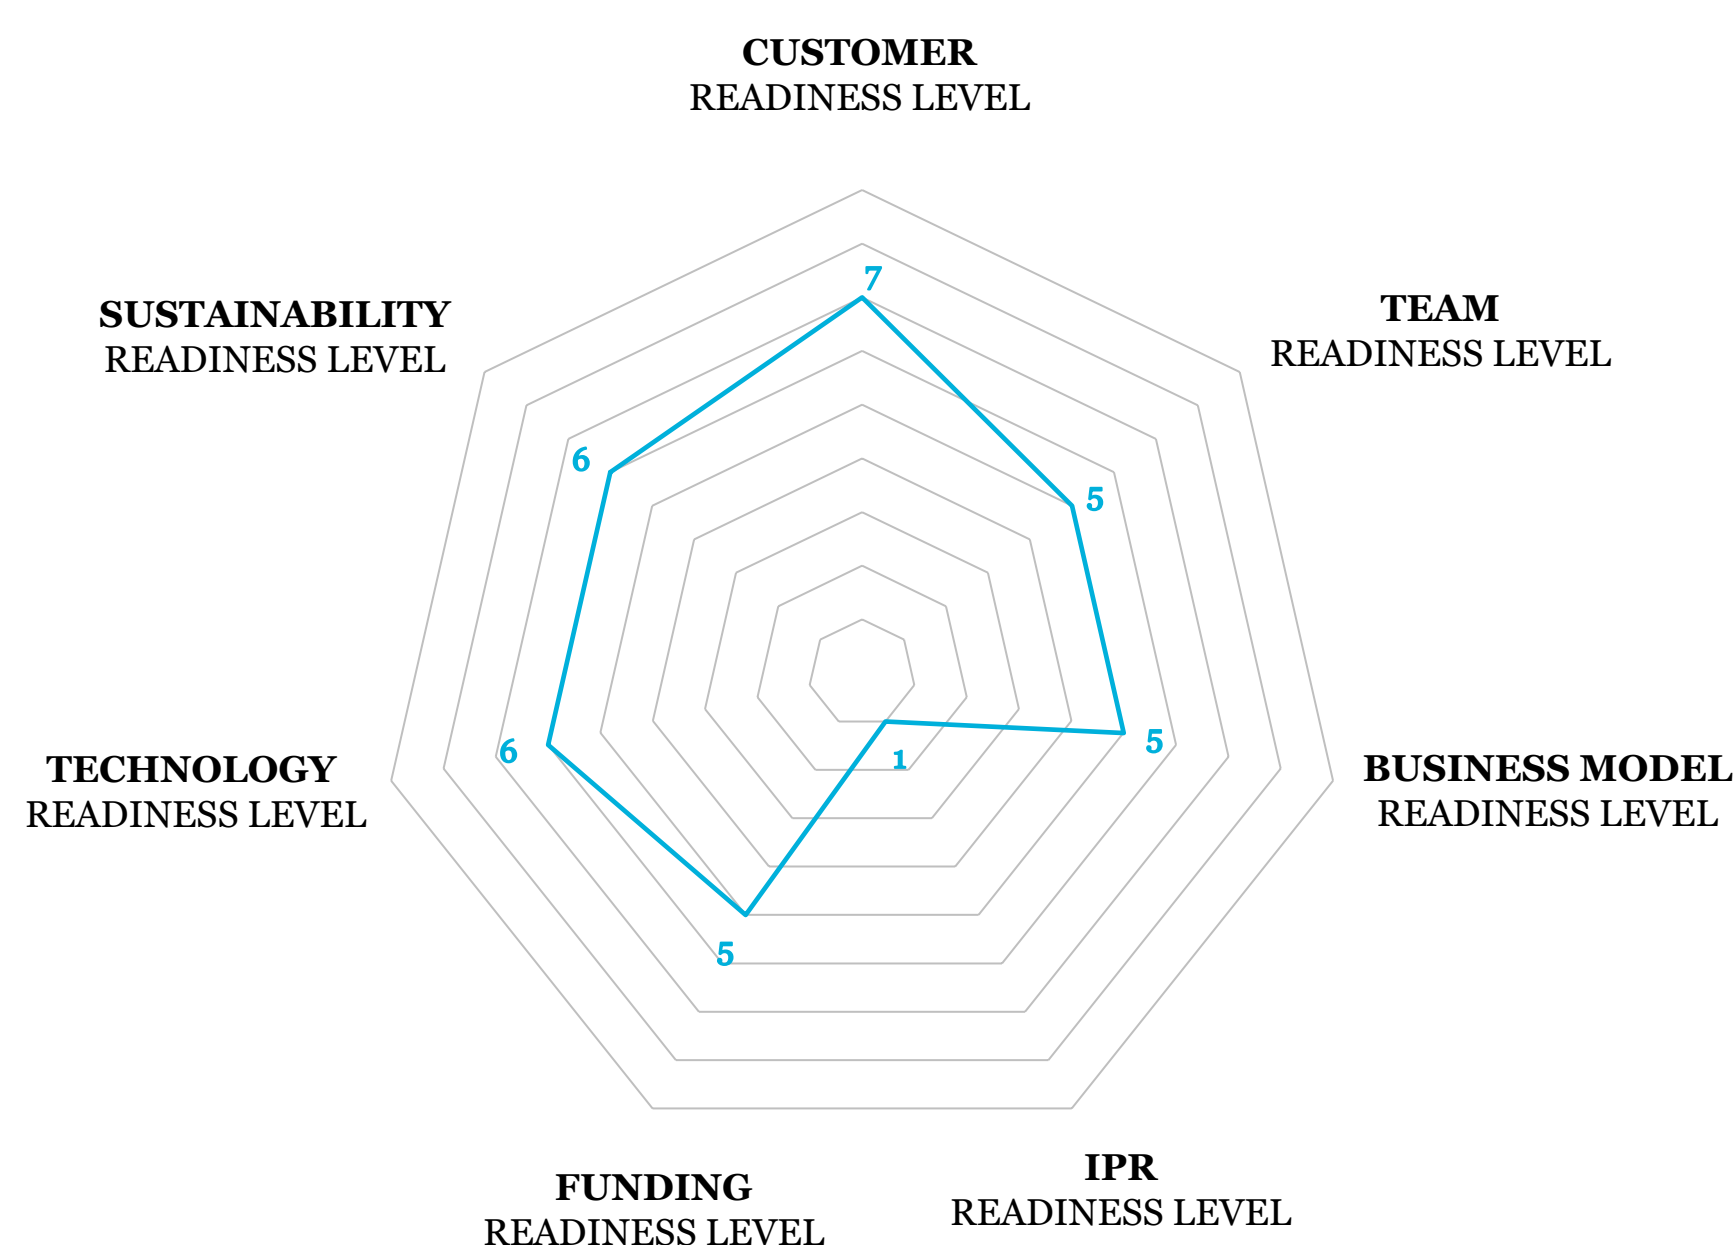 CUSTOMER
READINESS LEVEL
7
SUSTAINABILITY
READINESS LEVEL
TEAM
READINESS LEVEL
6
5
TECHNOLOGY
READINESS LEVEL
6
5
BUSINESS MODEL
READINESS LEVEL
1
5
FUNDING
READINESS LEVEL
IPR
READINESS LEVEL